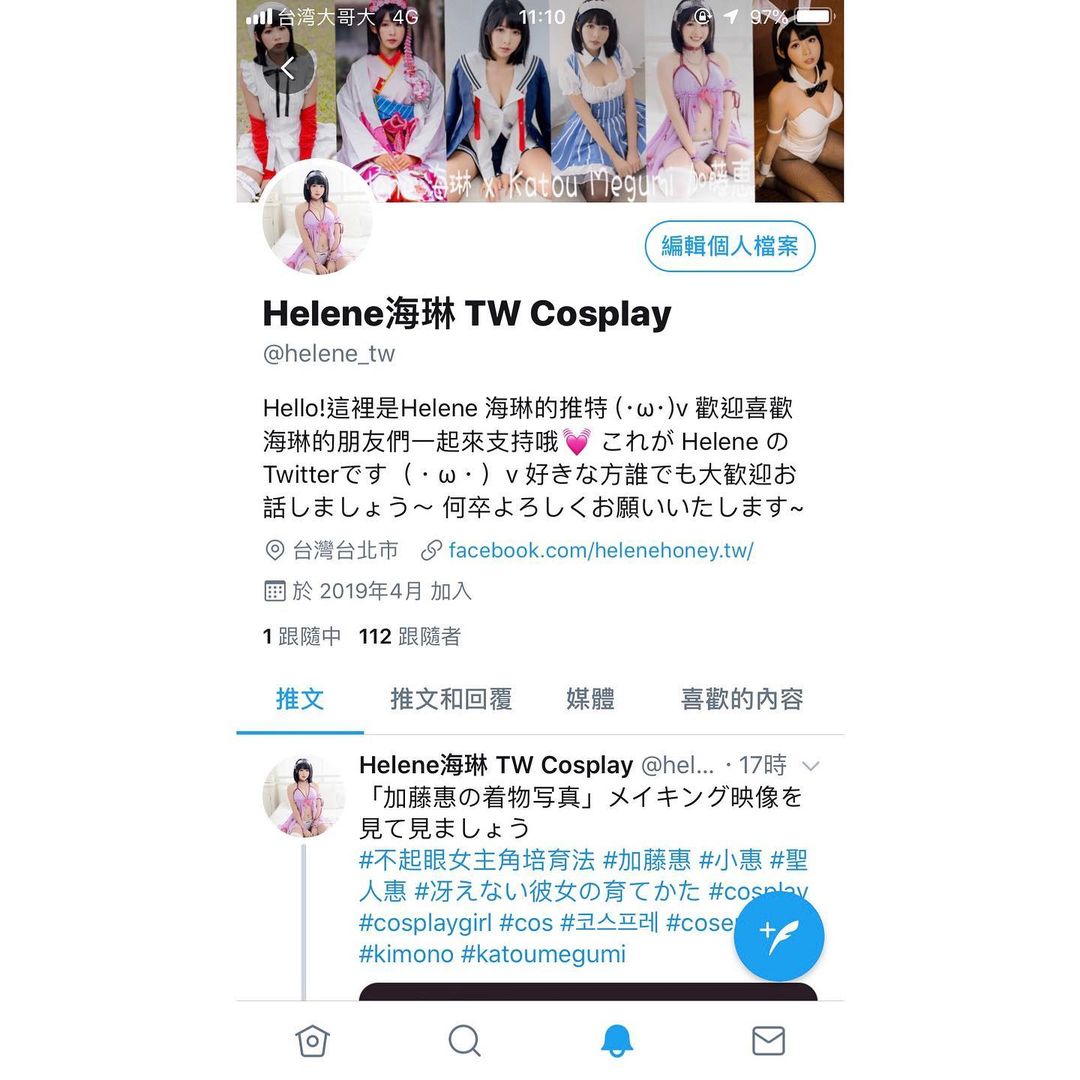 台湾大哥大 4G 11:10 97%
海琳 x Katou Megumi 加藤惠
編輯個人檔案
Helene海琳 TW Cosplay
@helene_tw
Hello!這裡是Helene 海琳的推特 (･ω･)v 歡迎喜歡
海琳的朋友們一起來支持哦💓 これが Helene の
Twitterです（・ω・）v 好きな方誰でも大歓迎お
話しましょう〜 何卒よろしくお願いいたします~
台灣台北市 facebook.com/helenehoney.tw/
於 2019年4月 加入
1 跟隨中 112 跟隨者
推文 推文和回覆 媒體 喜歡的內容
Helene海琳 TW Cosplay @hel... · 17時
「加藤惠の着物写真」メイキング映像を
見て見ましょう
#不起眼女主角培育法 #加藤惠 #小惠 #聖
人惠 #冴えない彼女の育てかた #cosplay
#cosplaygirl #cos #코스프레 #coser
#kimono #katoumegumi